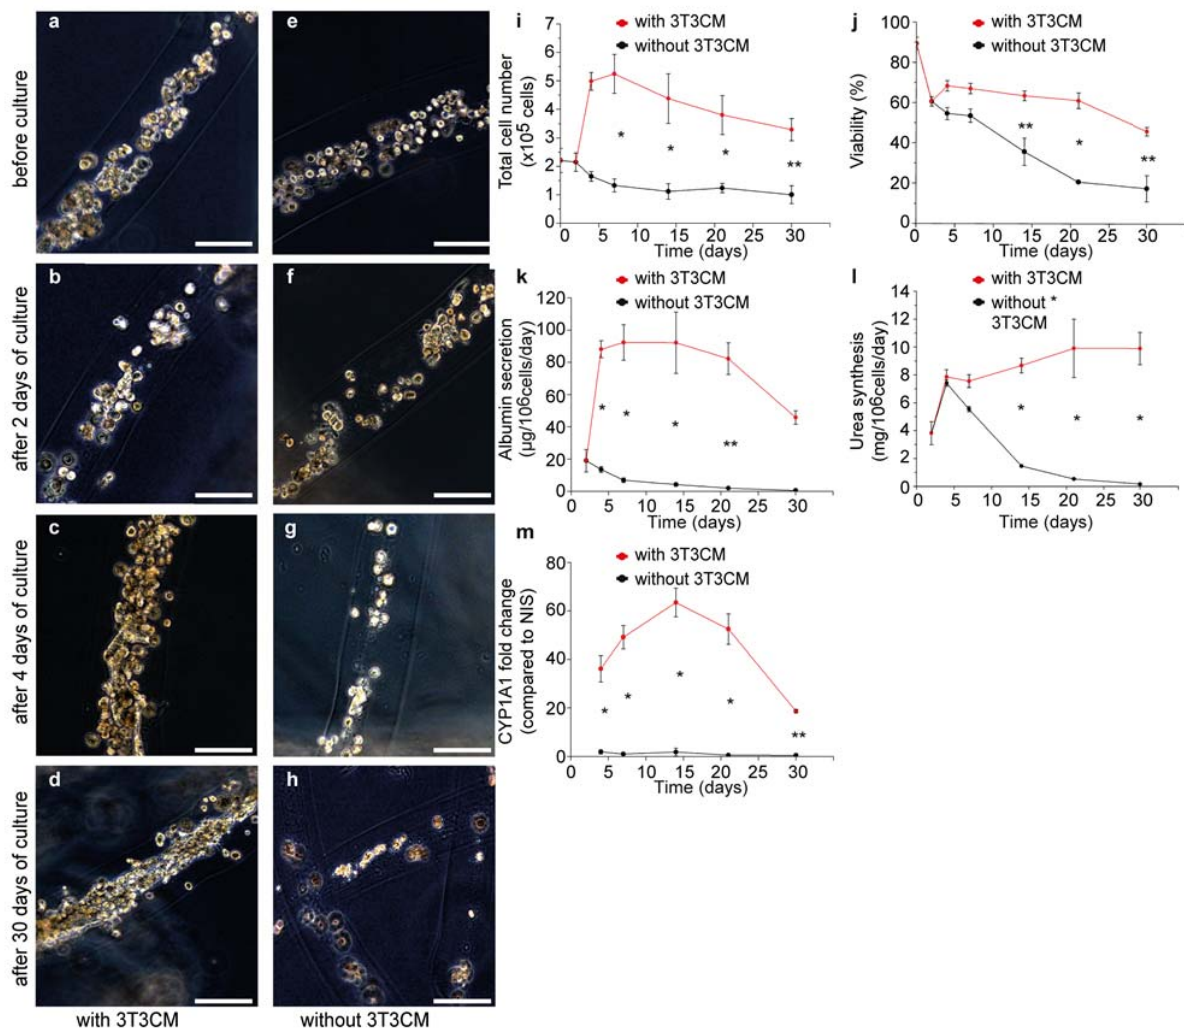 a
e
before culture
b
f
after 2 days of culture
c
g
after 4 days of culture
d
h
after 30 days of culture
with 3T3CM
without 3T3CM
i
with 3T3CM
without 3T3CM
Total cell number
(x10⁵ cells)
7
6
5
4
3
2
1
0
*
*
*
**
0 5 10 15 20 25 30
Time (days)
j
with 3T3CM
without 3T3CM
Viability (%)
100
80
60
40
20
0
**
*
**
0 5 10 15 20 25 30
Time (days)
k
with 3T3CM
without 3T3CM
Albumin secretion
(µg/10⁶cells/day)
120
100
80
60
40
20
0
*
*
*
**
0 5 10 15 20 25 30
Time (days)
l
with 3T3CM
without *
3T3CM
Urea synthesis
(mg/10⁶cells/day)
14
12
10
8
6
4
2
0
*
*
*
0 5 10 15 20 25 30
Time (days)
m
with 3T3CM
without 3T3CM
CYP1A1 fold change
(compared to NIS)
80
60
40
20
0
*
*
*
*
**
0 5 10 15 20 25 30
Time (days)